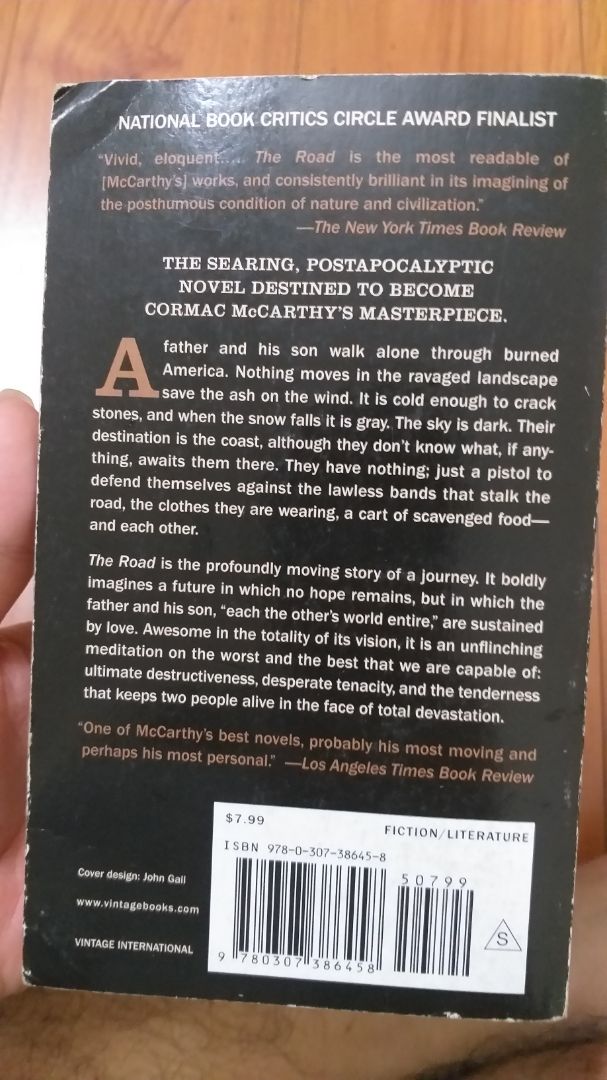 NATIONAL BOOK CRITICS CIRCLE AWARD FINALIST
"Vivid, eloquent.... The Road is the most readable of
[McCarthy's] works, and consistently brilliant in its imagining of
the posthumous condition of nature and civilization."
—The New York Times Book Review
THE SEARING, POSTAPOCALYPTIC
NOVEL DESTINED TO BECOME
CORMAC McCARTHY'S MASTERPIECE.
A father and his son walk alone through burned
America. Nothing moves in the ravaged landscape
save the ash on the wind. It is cold enough to crack
stones, and when the snow falls it is gray. The sky is dark. Their
destination is the coast, although they don't know what, if any-
thing, awaits them there. They have nothing; just a pistol to
defend themselves against the lawless bands that stalk the
road, the clothes they are wearing, a cart of scavenged food—
and each other.
The Road is the profoundly moving story of a journey. It boldly
imagines a future in which no hope remains, but in which the
father and his son, "each the other's world entire," are sustained
by love. Awesome in the totality of its vision, it is an unflinching
meditation on the worst and the best that we are capable of:
ultimate destructiveness, desperate tenacity, and the tenderness
that keeps two people alive in the face of total devastation.
"One of McCarthy's best novels, probably his most moving and
perhaps his most personal." —Los Angeles Times Book Review
$7.99
FICTION/LITERATURE
ISBN 978-0-307-38645-8
50799
S
9 780307 386458
Cover design: John Gall
www.vintagebooks.com
VINTAGE INTERNATIONAL